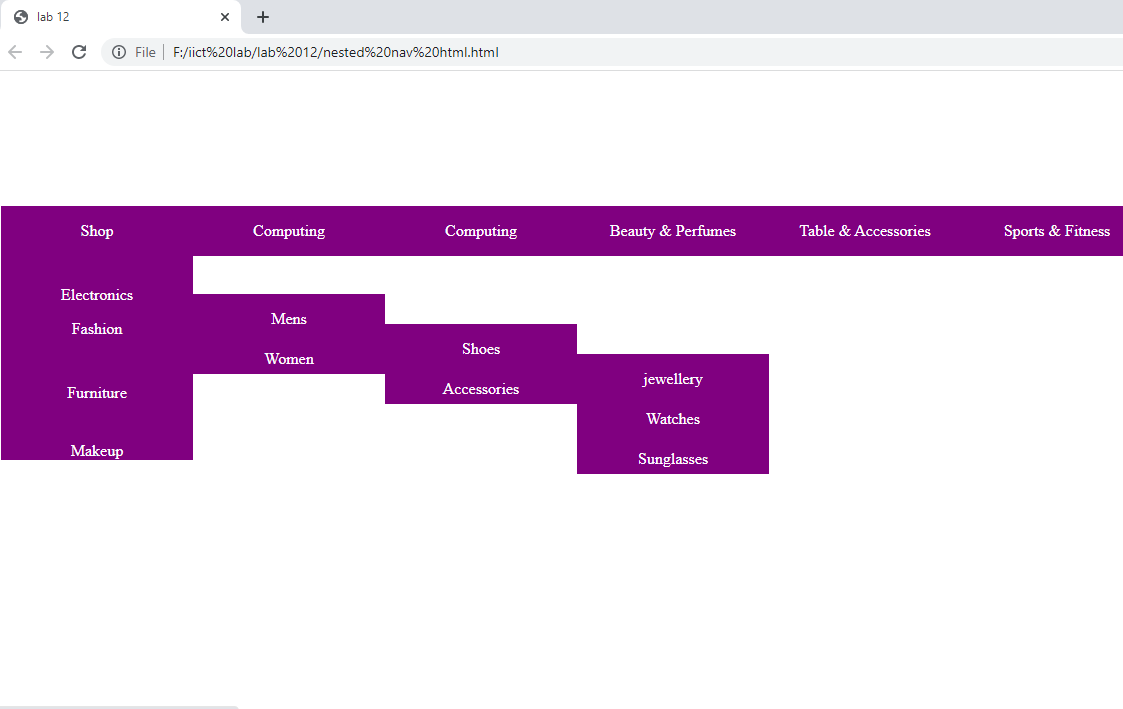 lab 12
File F:/iict%20lab/lab%2012/nested%20nav%20html.html
Shop Computing Computing Beauty & Perfumes Table & Accessories Sports & Fitness
Electronics
Mens
Fashion
Shoes
Women
jewellery
Furniture
Accessories
Watches
Makeup
Sunglasses